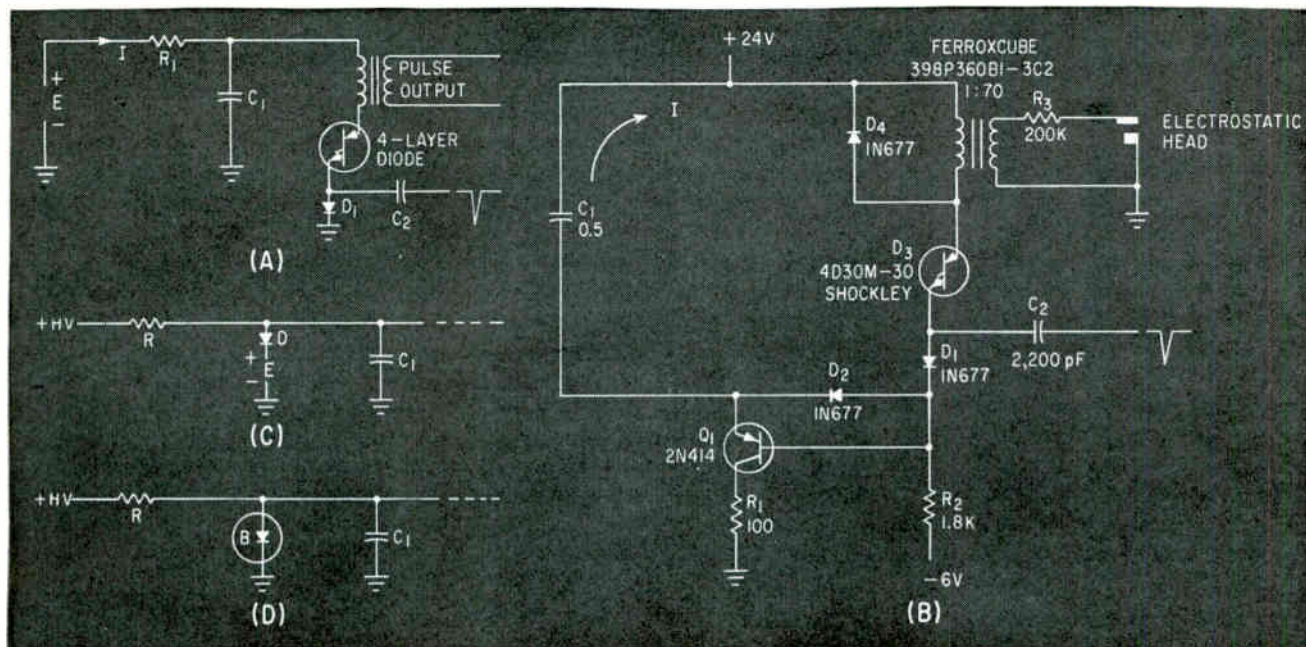 E
+
-
I
R1
C1
PULSE
OUTPUT
4-LAYER
DIODE
D1
C2
(A)
+HV
R
D
+
E
-
C1
(C)
+HV
R
B
C1
(D)
+24V
I
C1
0.5
D4
1N677
FERROXCUBE
398P360B1-3C2
1:70
R3
200K
ELECTROSTATIC
HEAD
D3
4D30M-30
SHOCKLEY
C2
2,200 pF
D1
1N677
D2
1N677
Q1
2N414
R1
100
R2
1.8K
-6V
(B)